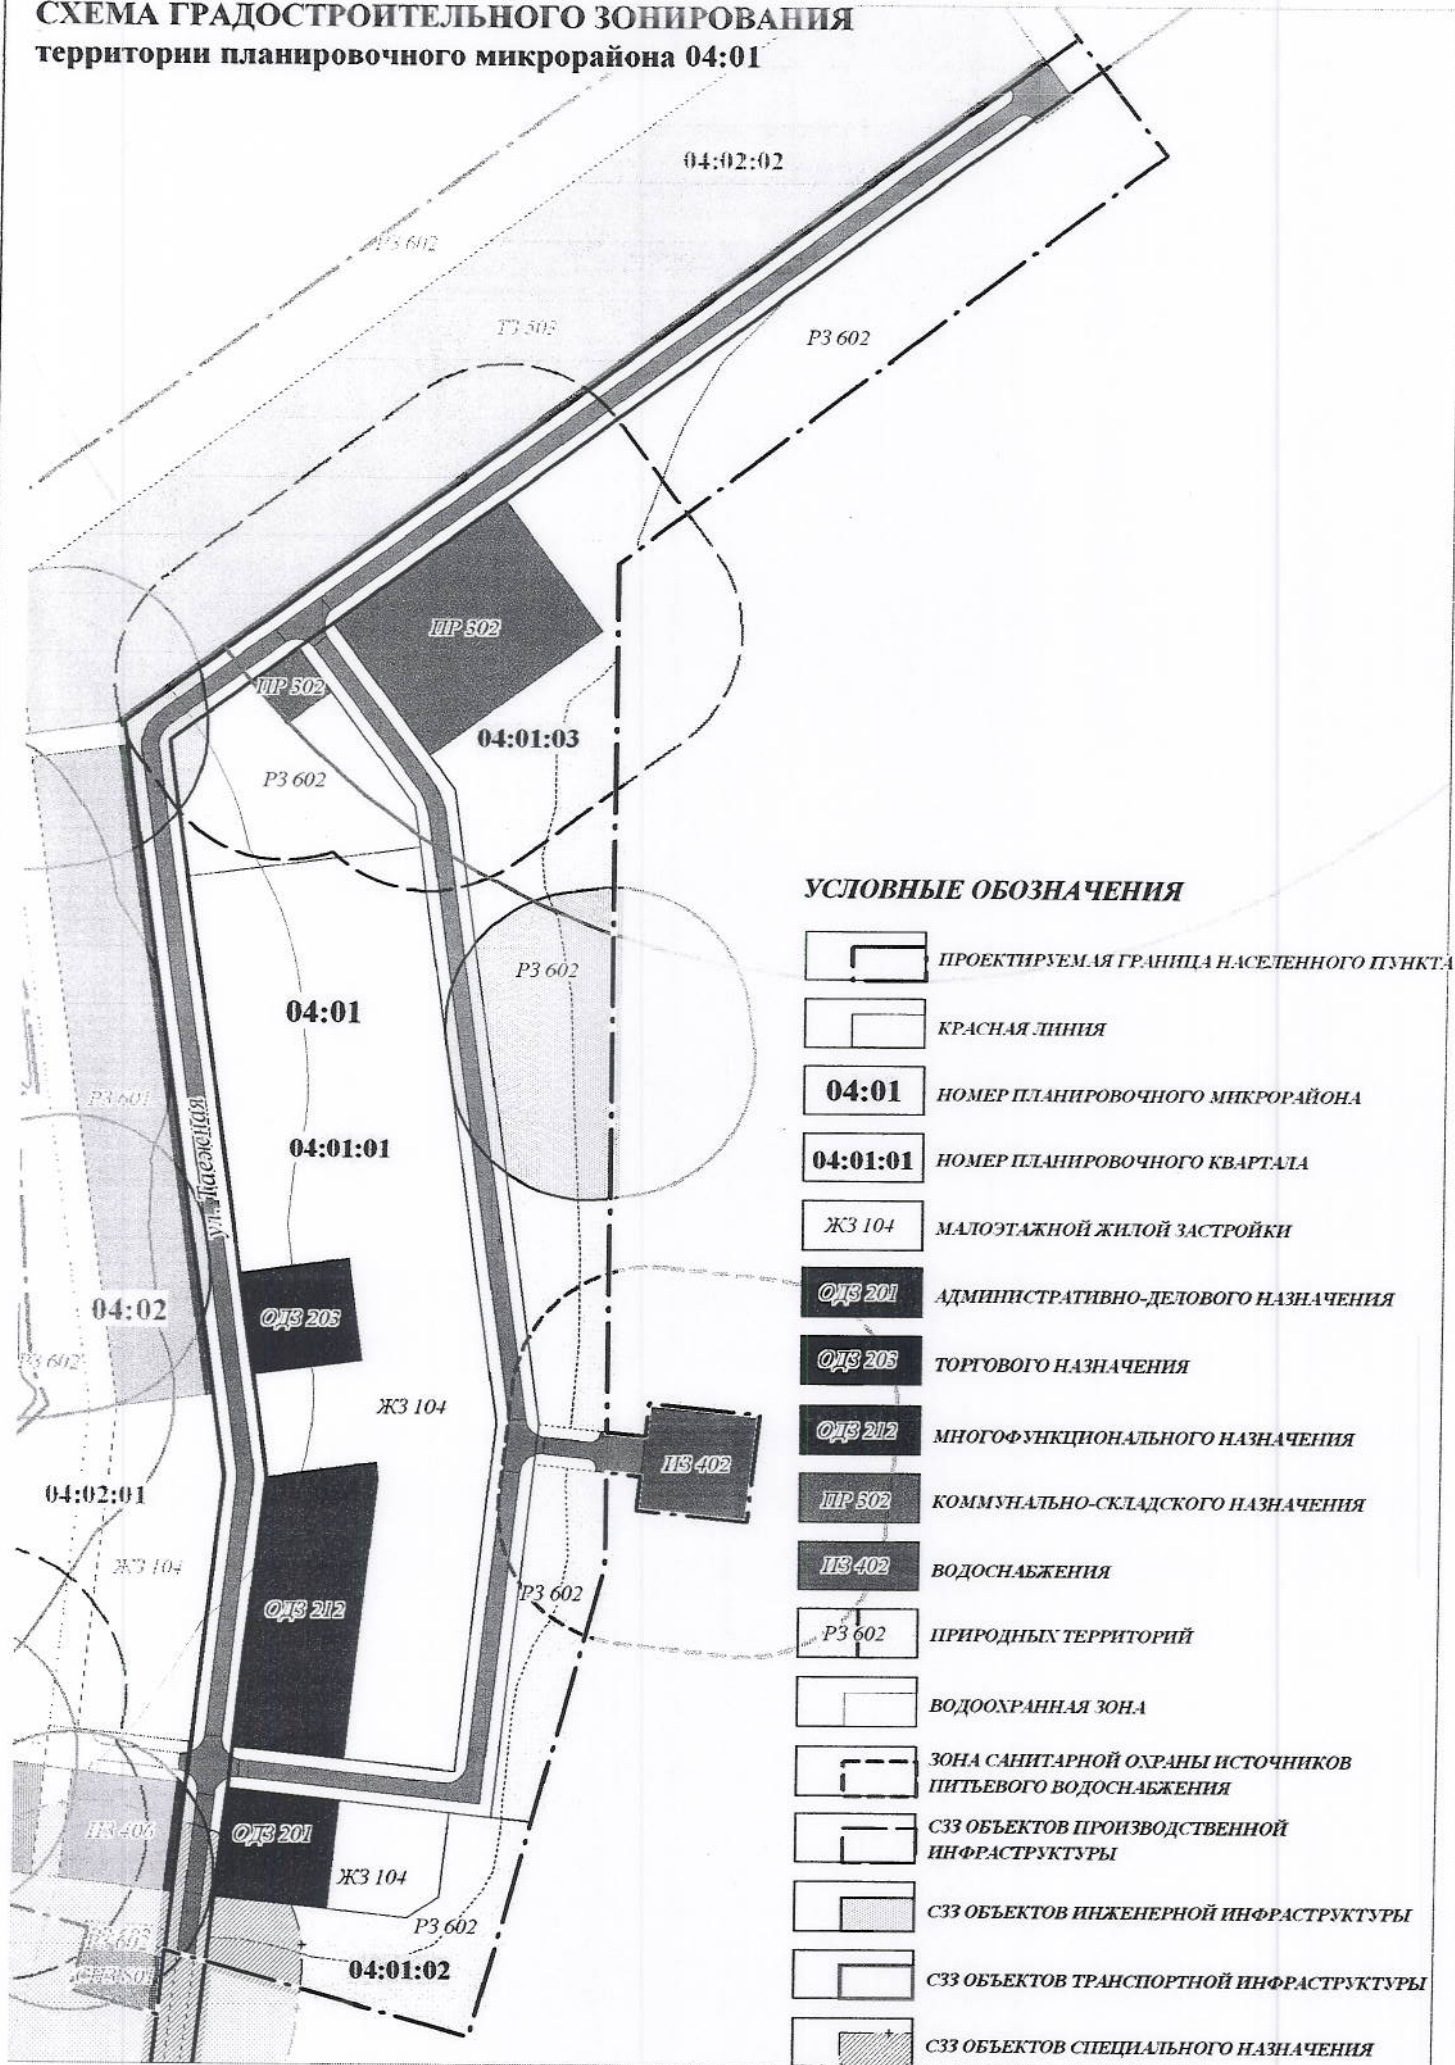 СХЕМА ГРАДОСТРОИТЕЛЬНОГО ЗОНИРОВАНИЯ
территории планировочного микрорайона 04:01
04:02:02
РЗ 602
ТЗ 503
РЗ 602
ПР 302
ПР 302
04:01:03
РЗ 602
РЗ 602
04:01
РЗ 601
ул. Таежная
04:01:01
04:02
ОДЗ 203
РЗ 602
ЖЗ 104
ИЗ 402
04:02:01
ЖЗ 104
РЗ 602
ОДЗ 212
ИЗ 406
ОДЗ 201
ЖЗ 104
РЗ 602
04:01:02
УСЛОВНЫЕ ОБОЗНАЧЕНИЯ
ПРОЕКТИРУЕМАЯ ГРАНИЦА НАСЕЛЕННОГО ПУНКТА
КРАСНАЯ ЛИНИЯ
04:01 НОМЕР ПЛАНИРОВОЧНОГО МИКРОРАЙОНА
04:01:01 НОМЕР ПЛАНИРОВОЧНОГО КВАРТАЛА
ЖЗ 104 МАЛОЭТАЖНОЙ ЖИЛОЙ ЗАСТРОЙКИ
ОДЗ 201 АДМИНИСТРАТИВНО-ДЕЛОВОГО НАЗНАЧЕНИЯ
ОДЗ 203 ТОРГОВОГО НАЗНАЧЕНИЯ
ОДЗ 212 МНОГОФУНКЦИОНАЛЬНОГО НАЗНАЧЕНИЯ
ПР 302 КОММУНАЛЬНО-СКЛАДСКОГО НАЗНАЧЕНИЯ
ИЗ 402 ВОДОСНАБЖЕНИЯ
РЗ 602 ПРИРОДНЫХ ТЕРРИТОРИЙ
ВОДООХРАННАЯ ЗОНА
ЗОНА САНИТАРНОЙ ОХРАНЫ ИСТОЧНИКОВ
ПИТЬЕВОГО ВОДОСНАБЖЕНИЯ
СЗЗ ОБЪЕКТОВ ПРОИЗВОДСТВЕННОЙ
ИНФРАСТРУКТУРЫ
СЗЗ ОБЪЕКТОВ ИНЖЕНЕРНОЙ ИНФРАСТРУКТУРЫ
СЗЗ ОБЪЕКТОВ ТРАНСПОРТНОЙ ИНФРАСТРУКТУРЫ
СЗЗ ОБЪЕКТОВ СПЕЦИАЛЬНОГО НАЗНАЧЕНИЯ